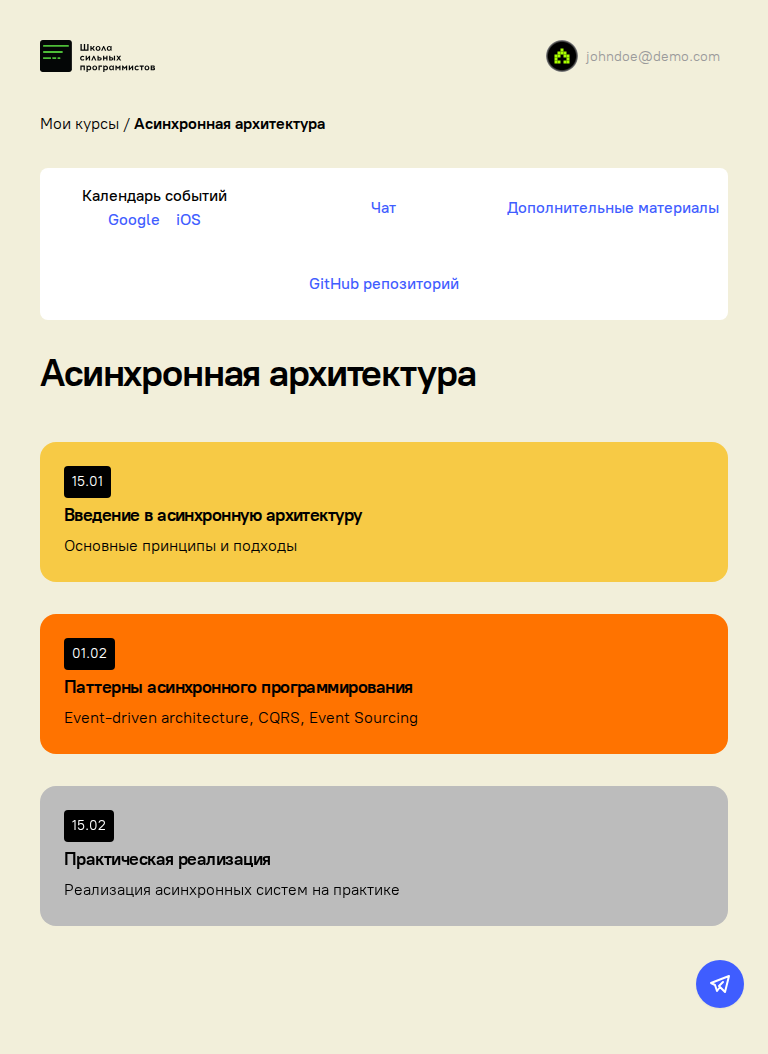 Школа
сильных
программистов
johndoe@demo.com
Мои курсы / Асинхронная архитектура
Календарь событий
Google iOS
Чат
Дополнительные материалы
GitHub репозиторий
Асинхронная архитектура
15.01
Введение в асинхронную архитектуру
Основные принципы и подходы
01.02
Паттерны асинхронного программирования
Event-driven architecture, CQRS, Event Sourcing
15.02
Практическая реализация
Реализация асинхронных систем на практике